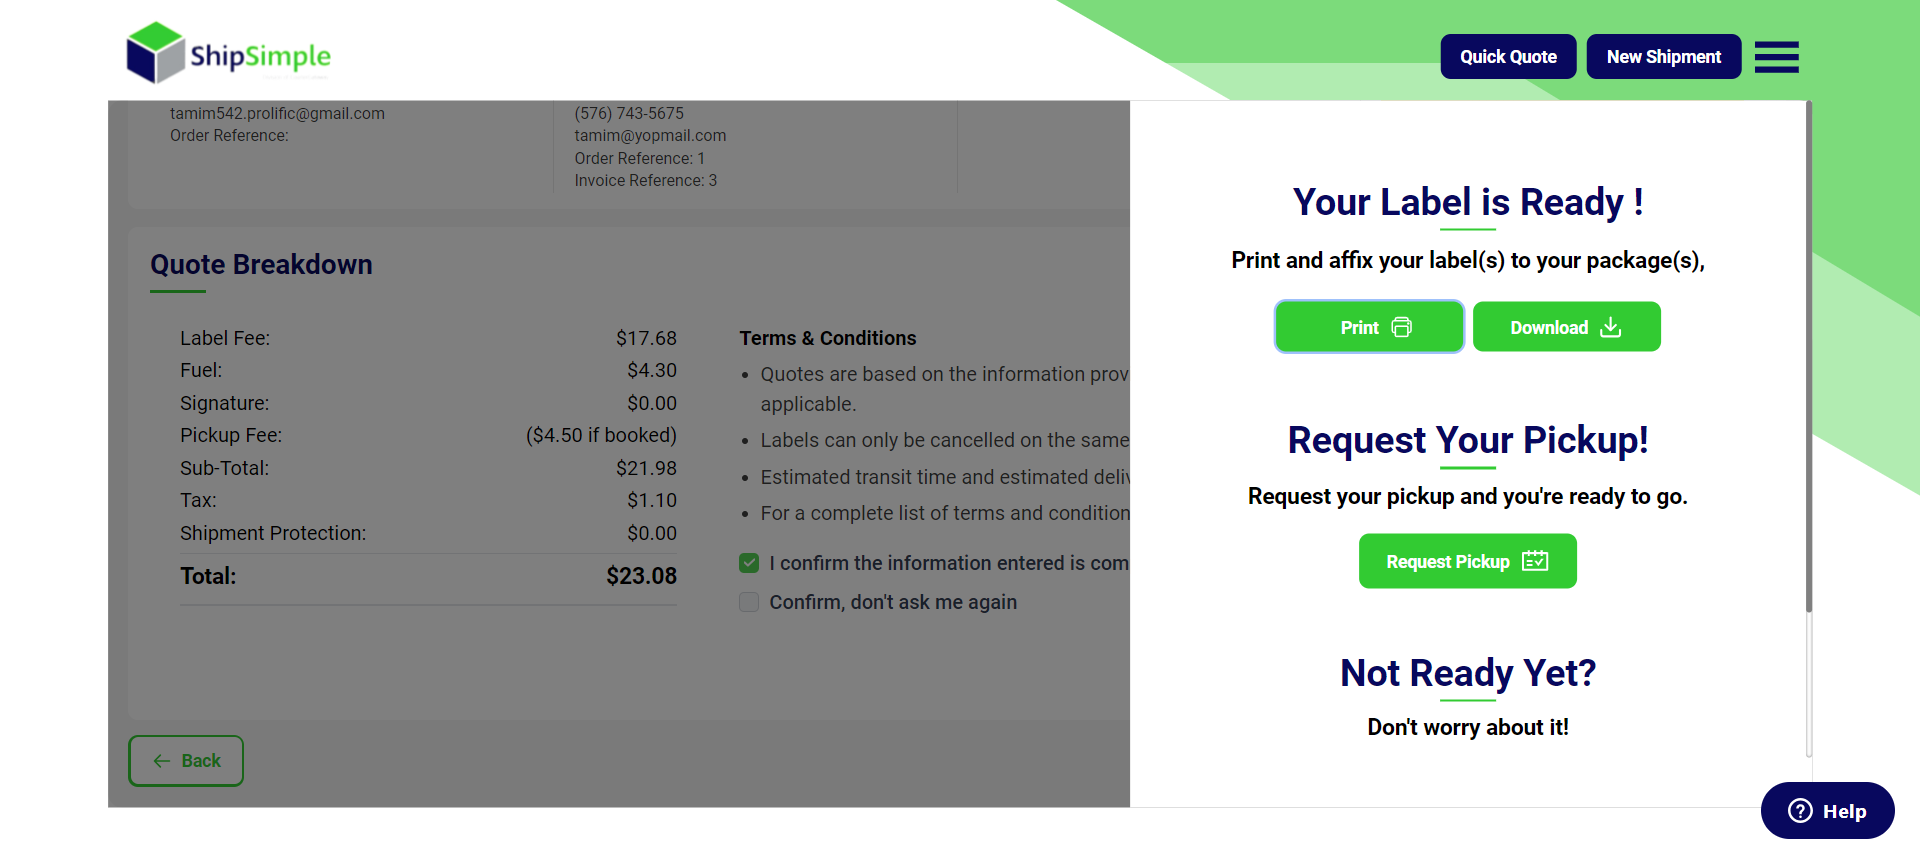 ShipSimple
Quick Quote
New Shipment
tamim542.prolific@gmail.com
Order Reference:
(576) 743-5675
tamim@yopmail.com
Order Reference: 1
Invoice Reference: 3
Quote Breakdown
Label Fee: $17.68
Fuel: $4.30
Signature: $0.00
Pickup Fee: ($4.50 if booked)
Sub-Total: $21.98
Tax: $1.10
Shipment Protection: $0.00
Total: $23.08
Terms & Conditions
• Quotes are based on the information prov
applicable.
• Labels can only be cancelled on the same
• Estimated transit time and estimated deliv
• For a complete list of terms and condition
I confirm the information entered is com
Confirm, don't ask me again
Back
Your Label is Ready !
Print and affix your label(s) to your package(s),
Print
Download
Request Your Pickup!
Request your pickup and you're ready to go.
Request Pickup
Not Ready Yet?
Don't worry about it!
Help